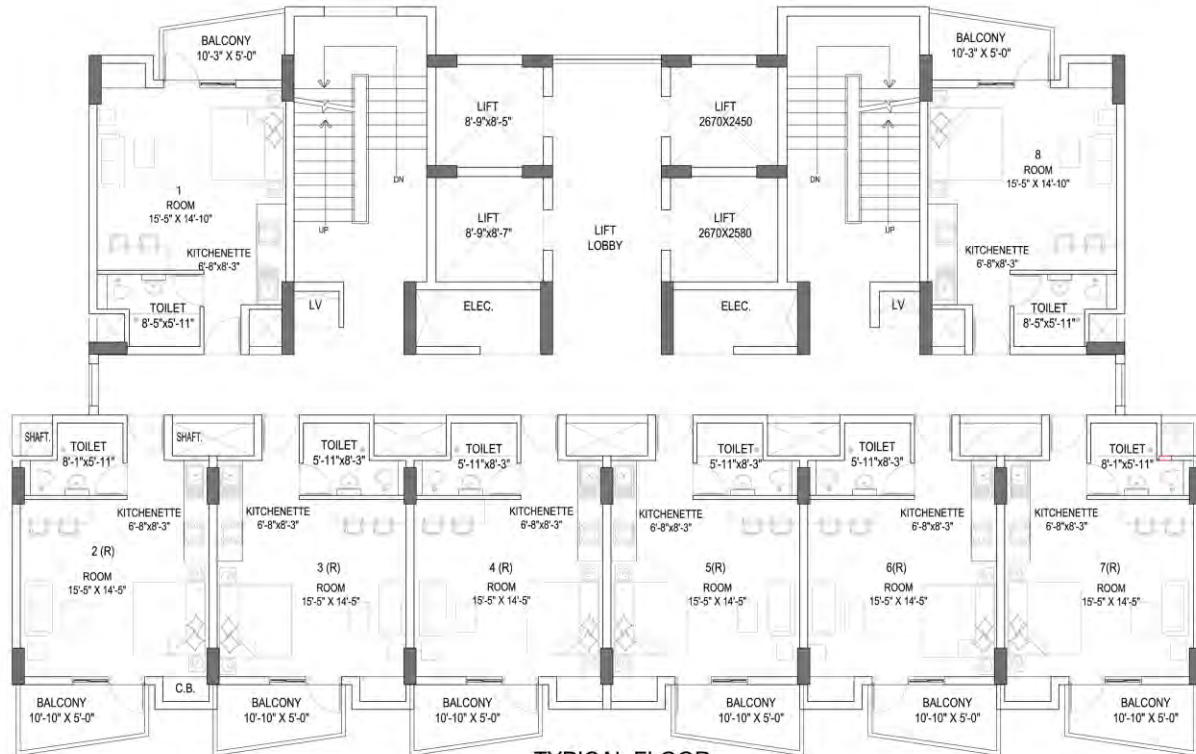 BALCONY
10'-3" X 5'-0"
BALCONY
10'-3" X 5'-0"
LIFT
8'-9"x8'-5"
LIFT
2670X2450
1
ROOM
15'-5" X 14'-10"
8
ROOM
15'-5" X 14'-10"
DN
DN
UP
UP
LIFT
8'-9"x8'-7"
LIFT
LOBBY
LIFT
2670X2580
KITCHENETTE
6'-8"x8'-3"
KITCHENETTE
6'-8"x8'-3"
TOILET
8'-5"x5'-11"
LV
ELEC.
ELEC.
LV
TOILET
8'-5"x5'-11"
SHAFT.
TOILET
8'-1"x5'-11"
SHAFT.
TOILET
5'-11"x8'-3"
TOILET
5'-11"x8'-3"
TOILET
5'-11"x8'-3"
TOILET
5'-11"x8'-3"
TOILET
8'-1"x5'-11"
KITCHENETTE
6'-8"x8'-3"
KITCHENETTE
6'-8"x8'-3"
KITCHENETTE
6'-8"x8'-3"
KITCHENETTE
6'-8"x8'-3"
KITCHENETTE
6'-8"x8'-3"
KITCHENETTE
6'-8"x8'-3"
2 (R)
ROOM
15'-5" X 14'-5"
3 (R)
ROOM
15'-5" X 14'-5"
4 (R)
ROOM
15'-5" X 14'-5"
5(R)
ROOM
15'-5" X 14'-5"
6(R)
ROOM
15'-5" X 14'-5"
7(R)
ROOM
15'-5" X 14'-5"
C.B.
BALCONY
10'-10" X 5'-0"
BALCONY
10'-10" X 5'-0"
BALCONY
10'-10" X 5'-0"
BALCONY
10'-10" X 5'-0"
BALCONY
10'-10" X 5'-0"
BALCONY
10'-10" X 5'-0"
TYPICAL FLOOR